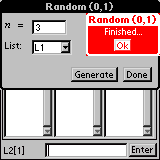 Random (0,1)
n = 3
List: L1
Random (0,1)
Finished...
Ok
Generate Done
L2[1] Enter